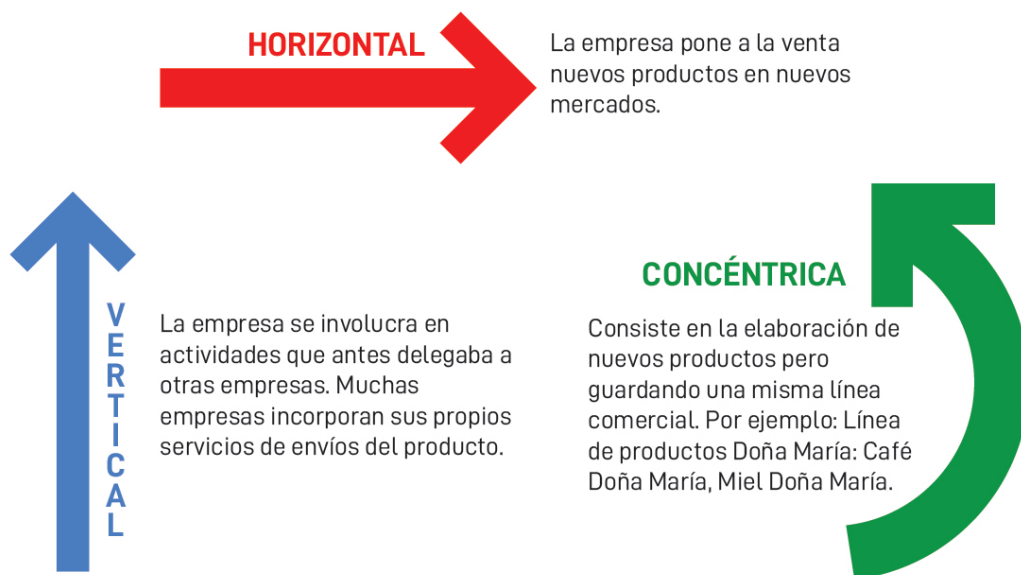 HORIZONTAL
La empresa pone a la venta
nuevos productos en nuevos
mercados.
VERTICAL
La empresa se involucra en
actividades que antes delegaba a
otras empresas. Muchas
empresas incorporan sus propios
servicios de envíos del producto.
CONCÉNTRICA
Consiste en la elaboración de
nuevos productos pero
guardando una misma línea
comercial. Por ejemplo: Línea
de productos Doña María: Café
Doña María, Miel Doña María.